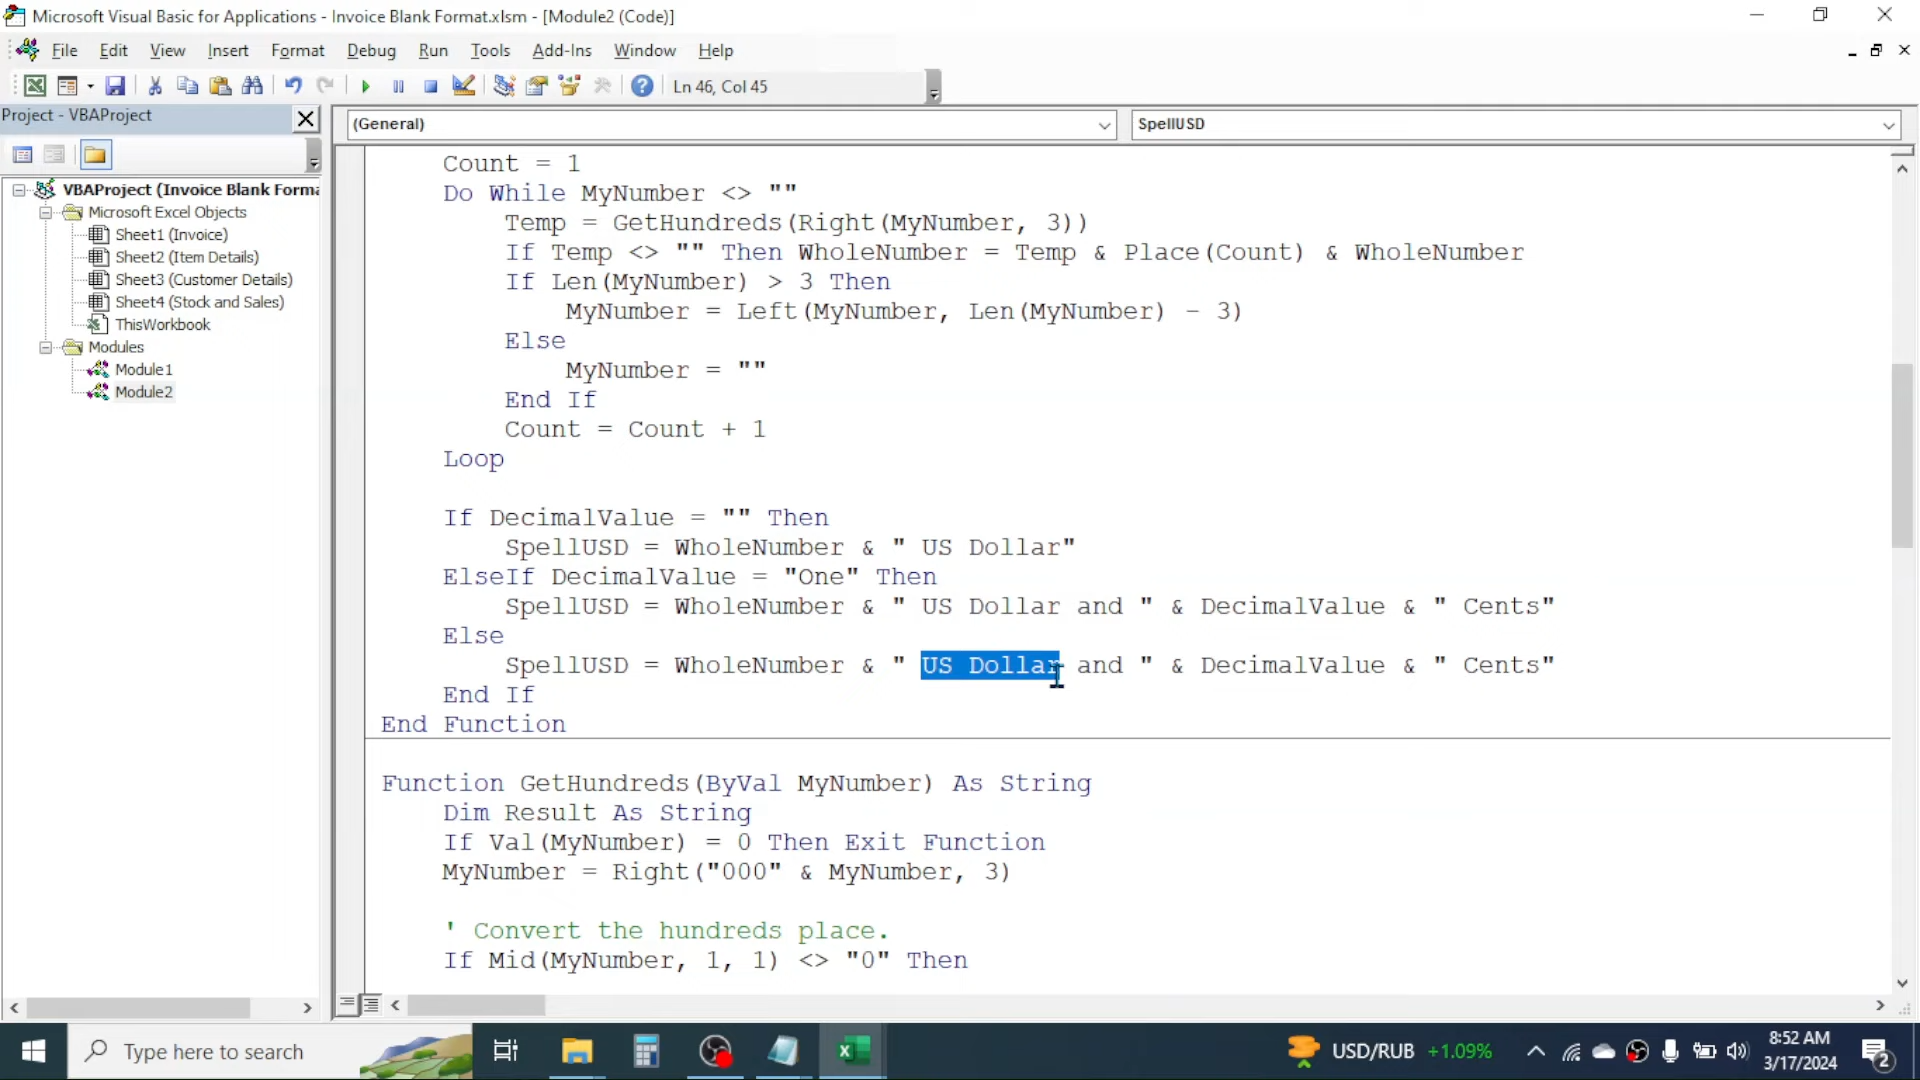 Microsoft Visual Basic for Applications - Invoice Blank Format.xlsm - [Module2 (Code)]
File Edit View Insert Format Debug Run Tools Add-Ins Window Help
Ln 46, Col 45
Project - VBAProject
(General)
SpellUSD
VBAProject (Invoice Blank Forma
Microsoft Excel Objects
Sheet1 (Invoice)
Sheet2 (Item Details)
Sheet3 (Customer Details)
Sheet4 (Stock and Sales)
ThisWorkbook
Modules
Module1
Module2
Count = 1
Do While MyNumber <> ""
Temp = GetHundreds(Right(MyNumber, 3))
If Temp <> "" Then WholeNumber = Temp & Place(Count) & WholeNumber
If Len(MyNumber) > 3 Then
MyNumber = Left(MyNumber, Len(MyNumber) - 3)
Else
MyNumber = ""
End If
Count = Count + 1
Loop
If DecimalValue = "" Then
SpellUSD = WholeNumber & " US Dollar"
ElseIf DecimalValue = "One" Then
SpellUSD = WholeNumber & " US Dollar and " & DecimalValue & " Cents"
Else
SpellUSD = WholeNumber & " US Dollar and " & DecimalValue & " Cents"
End If
End Function
Function GetHundreds(ByVal MyNumber) As String
Dim Result As String
If Val(MyNumber) = 0 Then Exit Function
MyNumber = Right("000" & MyNumber, 3)
' Convert the hundreds place.
If Mid(MyNumber, 1, 1) <> "0" Then
Type here to search
USD/RUB +1.09%
8:52 AM
3/17/2024
2